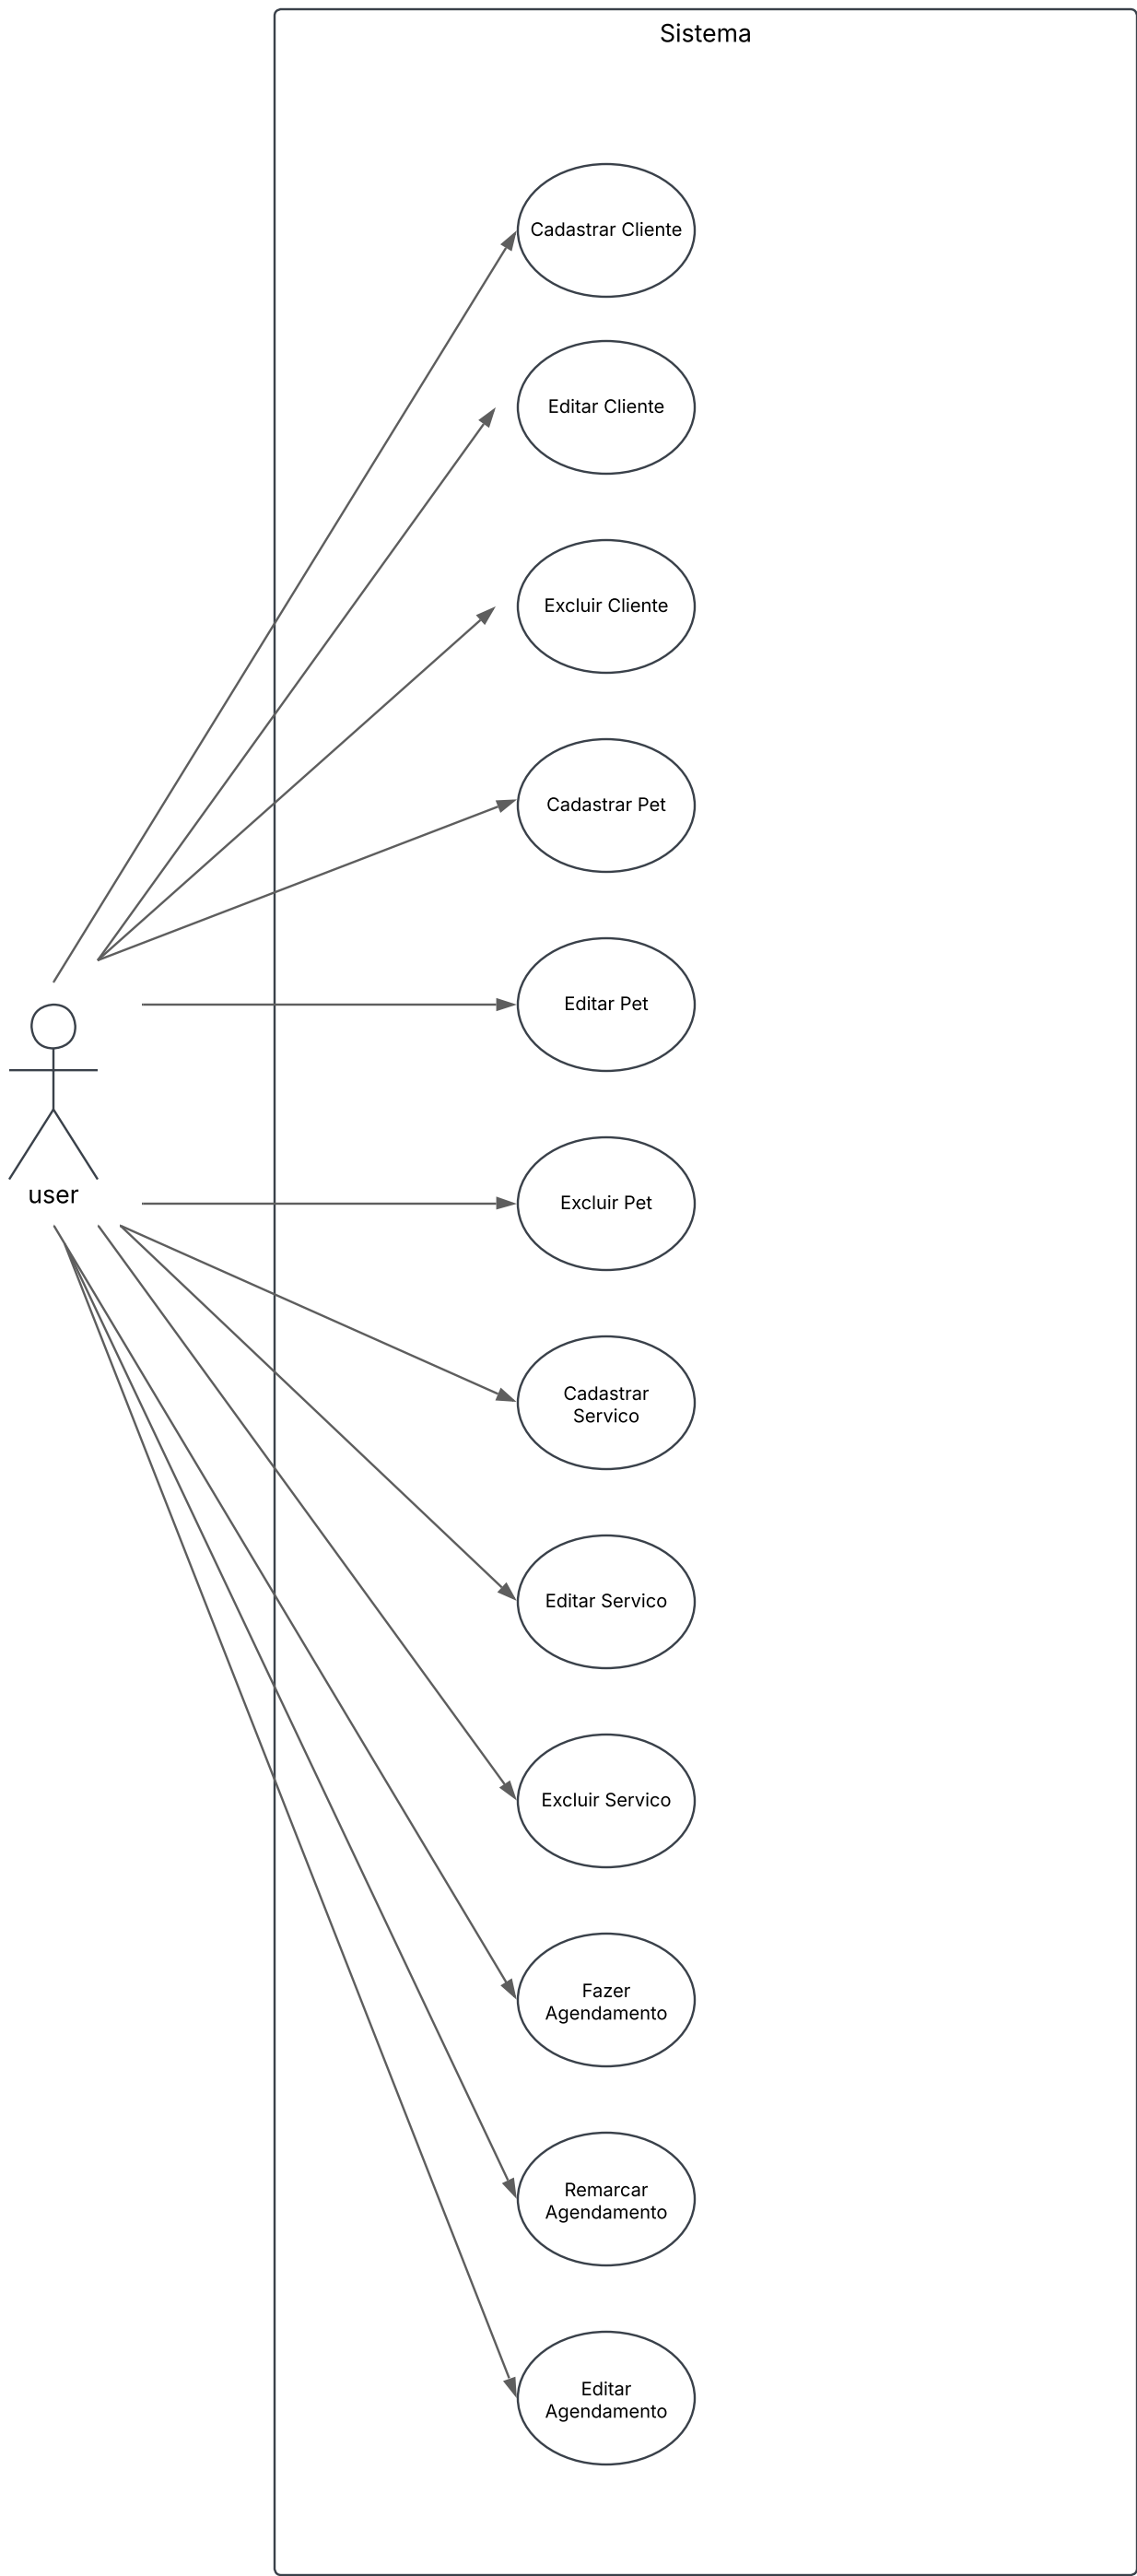 Sistema
Cadastrar Cliente
Editar Cliente
Excluir Cliente
Cadastrar Pet
Editar Pet
user
Excluir Pet
Cadastrar
Servico
Editar Servico
Excluir Servico
Fazer
Agendamento
Remarcar
Agendamento
Editar
Agendamento